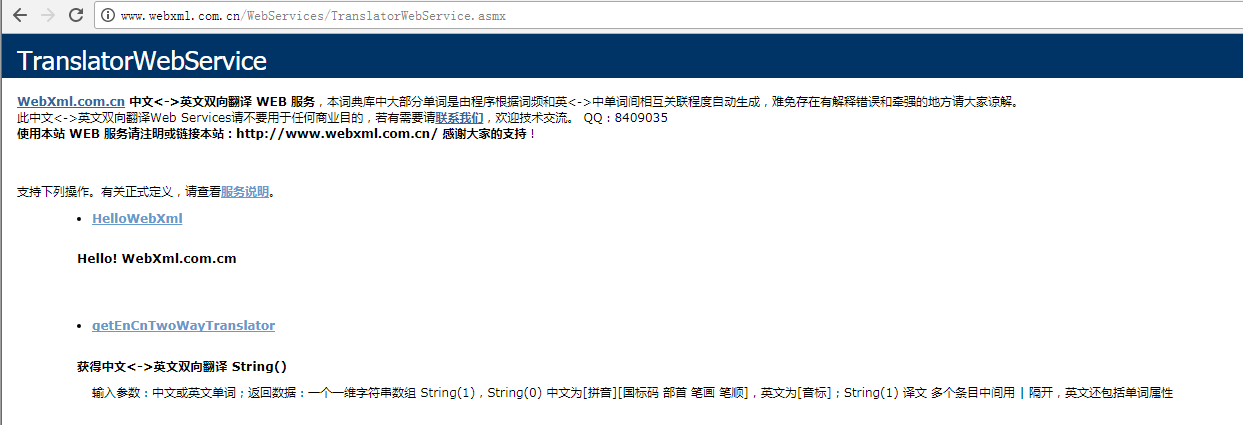 www.webxml.com.cn/WebServices/TranslatorWebService.asmx
TranslatorWebService
WebXml.com.cn 中文<->英文双向翻译 WEB 服务，本词典库中大部分单词是由程序根据词频和英<->中单词间相互关联程度自动生成，难免存在有解释错误和牵强的地方请大家谅解。
此中文<->英文双向翻译Web Services请不要用于任何商业目的，若有需要请联系我们，欢迎技术交流。 QQ：8409035
使用本站 WEB 服务请注明或链接本站：http://www.webxml.com.cn/ 感谢大家的支持！
支持下列操作。有关正式定义，请查看服务说明。
• HelloWebXml
Hello! WebXml.com.cm
• getEnCnTwoWayTranslator
获得中文<->英文双向翻译 String()
输入参数：中文或英文单词；返回数据：一个一维字符串数组 String(1)，String(0) 中文为[拼音][国标码 部首 笔画 笔顺]，英文为[音标]；String(1) 译文 多个条目中间用 | 隔开，英文还包括单词属性